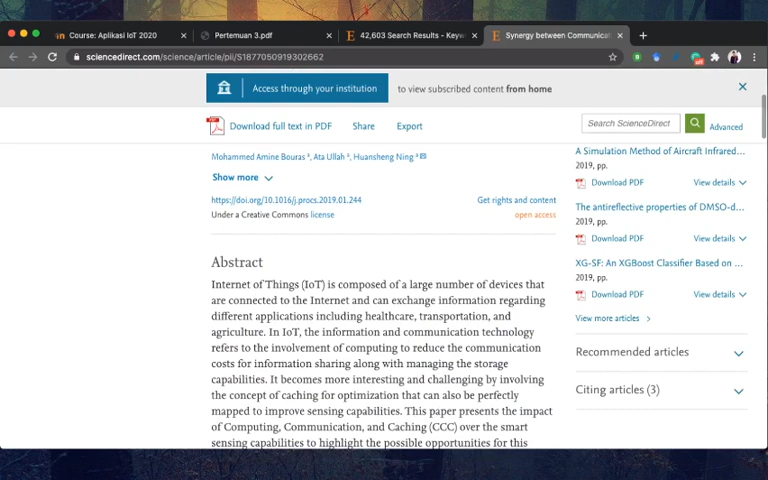 Course: Aplikasi IoT 2020
Pertemuan 3.pdf
42,603 Search Results - Keyw
Synergy between Communicat
sciencedirect.com/science/article/pii/S1877050919302662
Access through your institution
to view subscribed content from home
Download full text in PDF
Share
Export
Search ScienceDirect
Advanced
Mohammed Amine Bouras ᵃ, Ata Ullah ᵃ, Huansheng Ning ᵃ
Show more
https://doi.org/10.1016/j.procs.2019.01.244
Get rights and content
Under a Creative Commons license
open access
Abstract
Internet of Things (IoT) is composed of a large number of devices that
are connected to the Internet and can exchange information regarding
different applications including healthcare, transportation, and
agriculture. In IoT, the information and communication technology
refers to the involvement of computing to reduce the communication
costs for information sharing along with managing the storage
capabilities. It becomes more interesting and challenging by involving
the concept of caching for optimization that can also be perfectly
mapped to improve sensing capabilities. This paper presents the impact
of Computing, Communication, and Caching (CCC) over the smart
sensing capabilities to highlight the possible opportunities for this
A Simulation Method of Aircraft Infrared...
2019, pp.
Download PDF
View details
The antireflective properties of DMSO-d...
2019, pp.
Download PDF
View details
XG-SF: An XGBoost Classifier Based on ...
2019, pp.
Download PDF
View details
View more articles
Recommended articles
Citing articles (3)